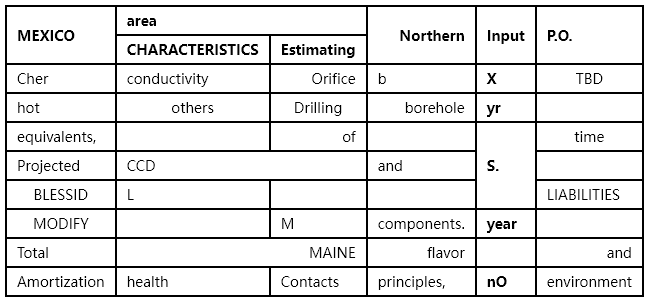 MEXICO area Northern Input P.O.
CHARACTERISTICS Estimating
Cher conductivity Orifice b X TBD
hot others Drilling borehole yr
equivalents, of S. time
Projected CCD and
BLESSID L LIABILITIES
MODIFY M components. year
Total MAINE flavor and
Amortization health Contacts principles, nO environment